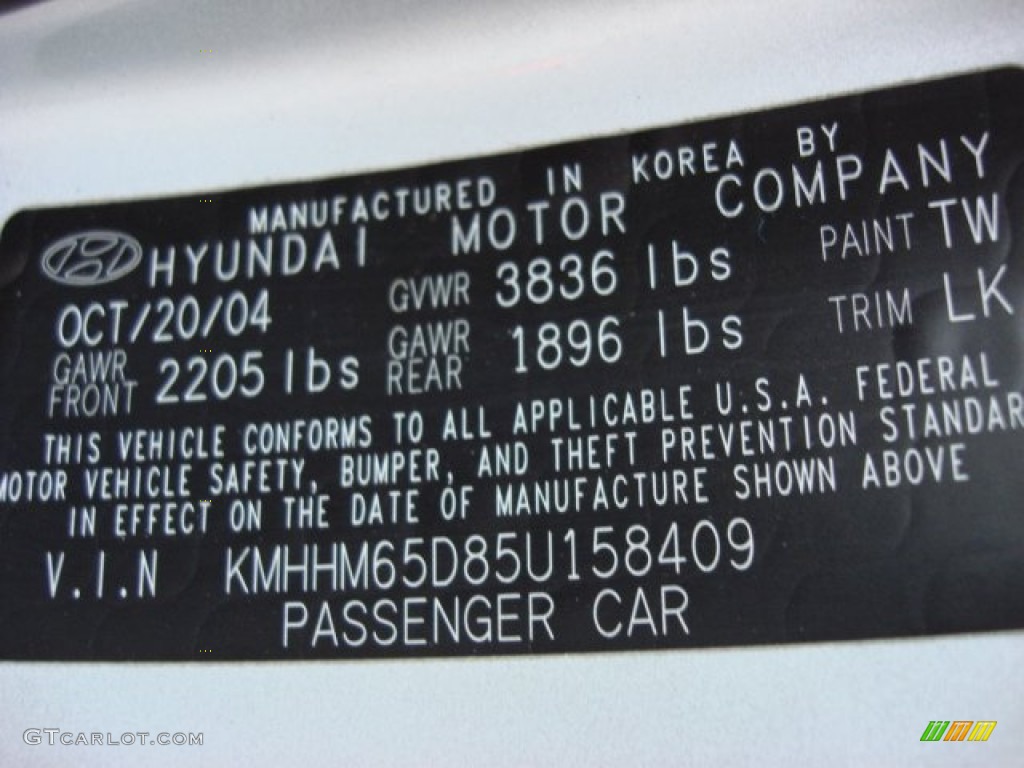 MANUFACTURED IN KOREA BY
HYUNDAI MOTOR COMPANY
OCT/20/04 GVWR 3836 lbs PAINT TW
GAWR FRONT 2205 lbs GAWR REAR 1896 lbs TRIM LK
THIS VEHICLE CONFORMS TO ALL APPLICABLE U.S.A. FEDERAL
MOTOR VEHICLE SAFETY, BUMPER, AND THEFT PREVENTION STANDAR
IN EFFECT ON THE DATE OF MANUFACTURE SHOWN ABOVE
V.I.N KMHHM65D85U158409
PASSENGER CAR
GTCARLOT.COM